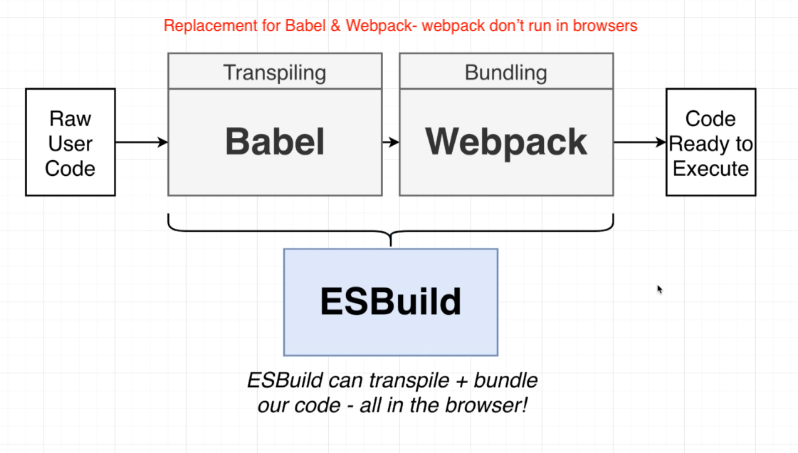 Replacement for Babel & Webpack- webpack don't run in browsers
Transpiling
Bundling
Raw
User
Code
Babel
Webpack
Code
Ready to
Execute
ESBuild
ESBuild can transpile + bundle
our code - all in the browser!